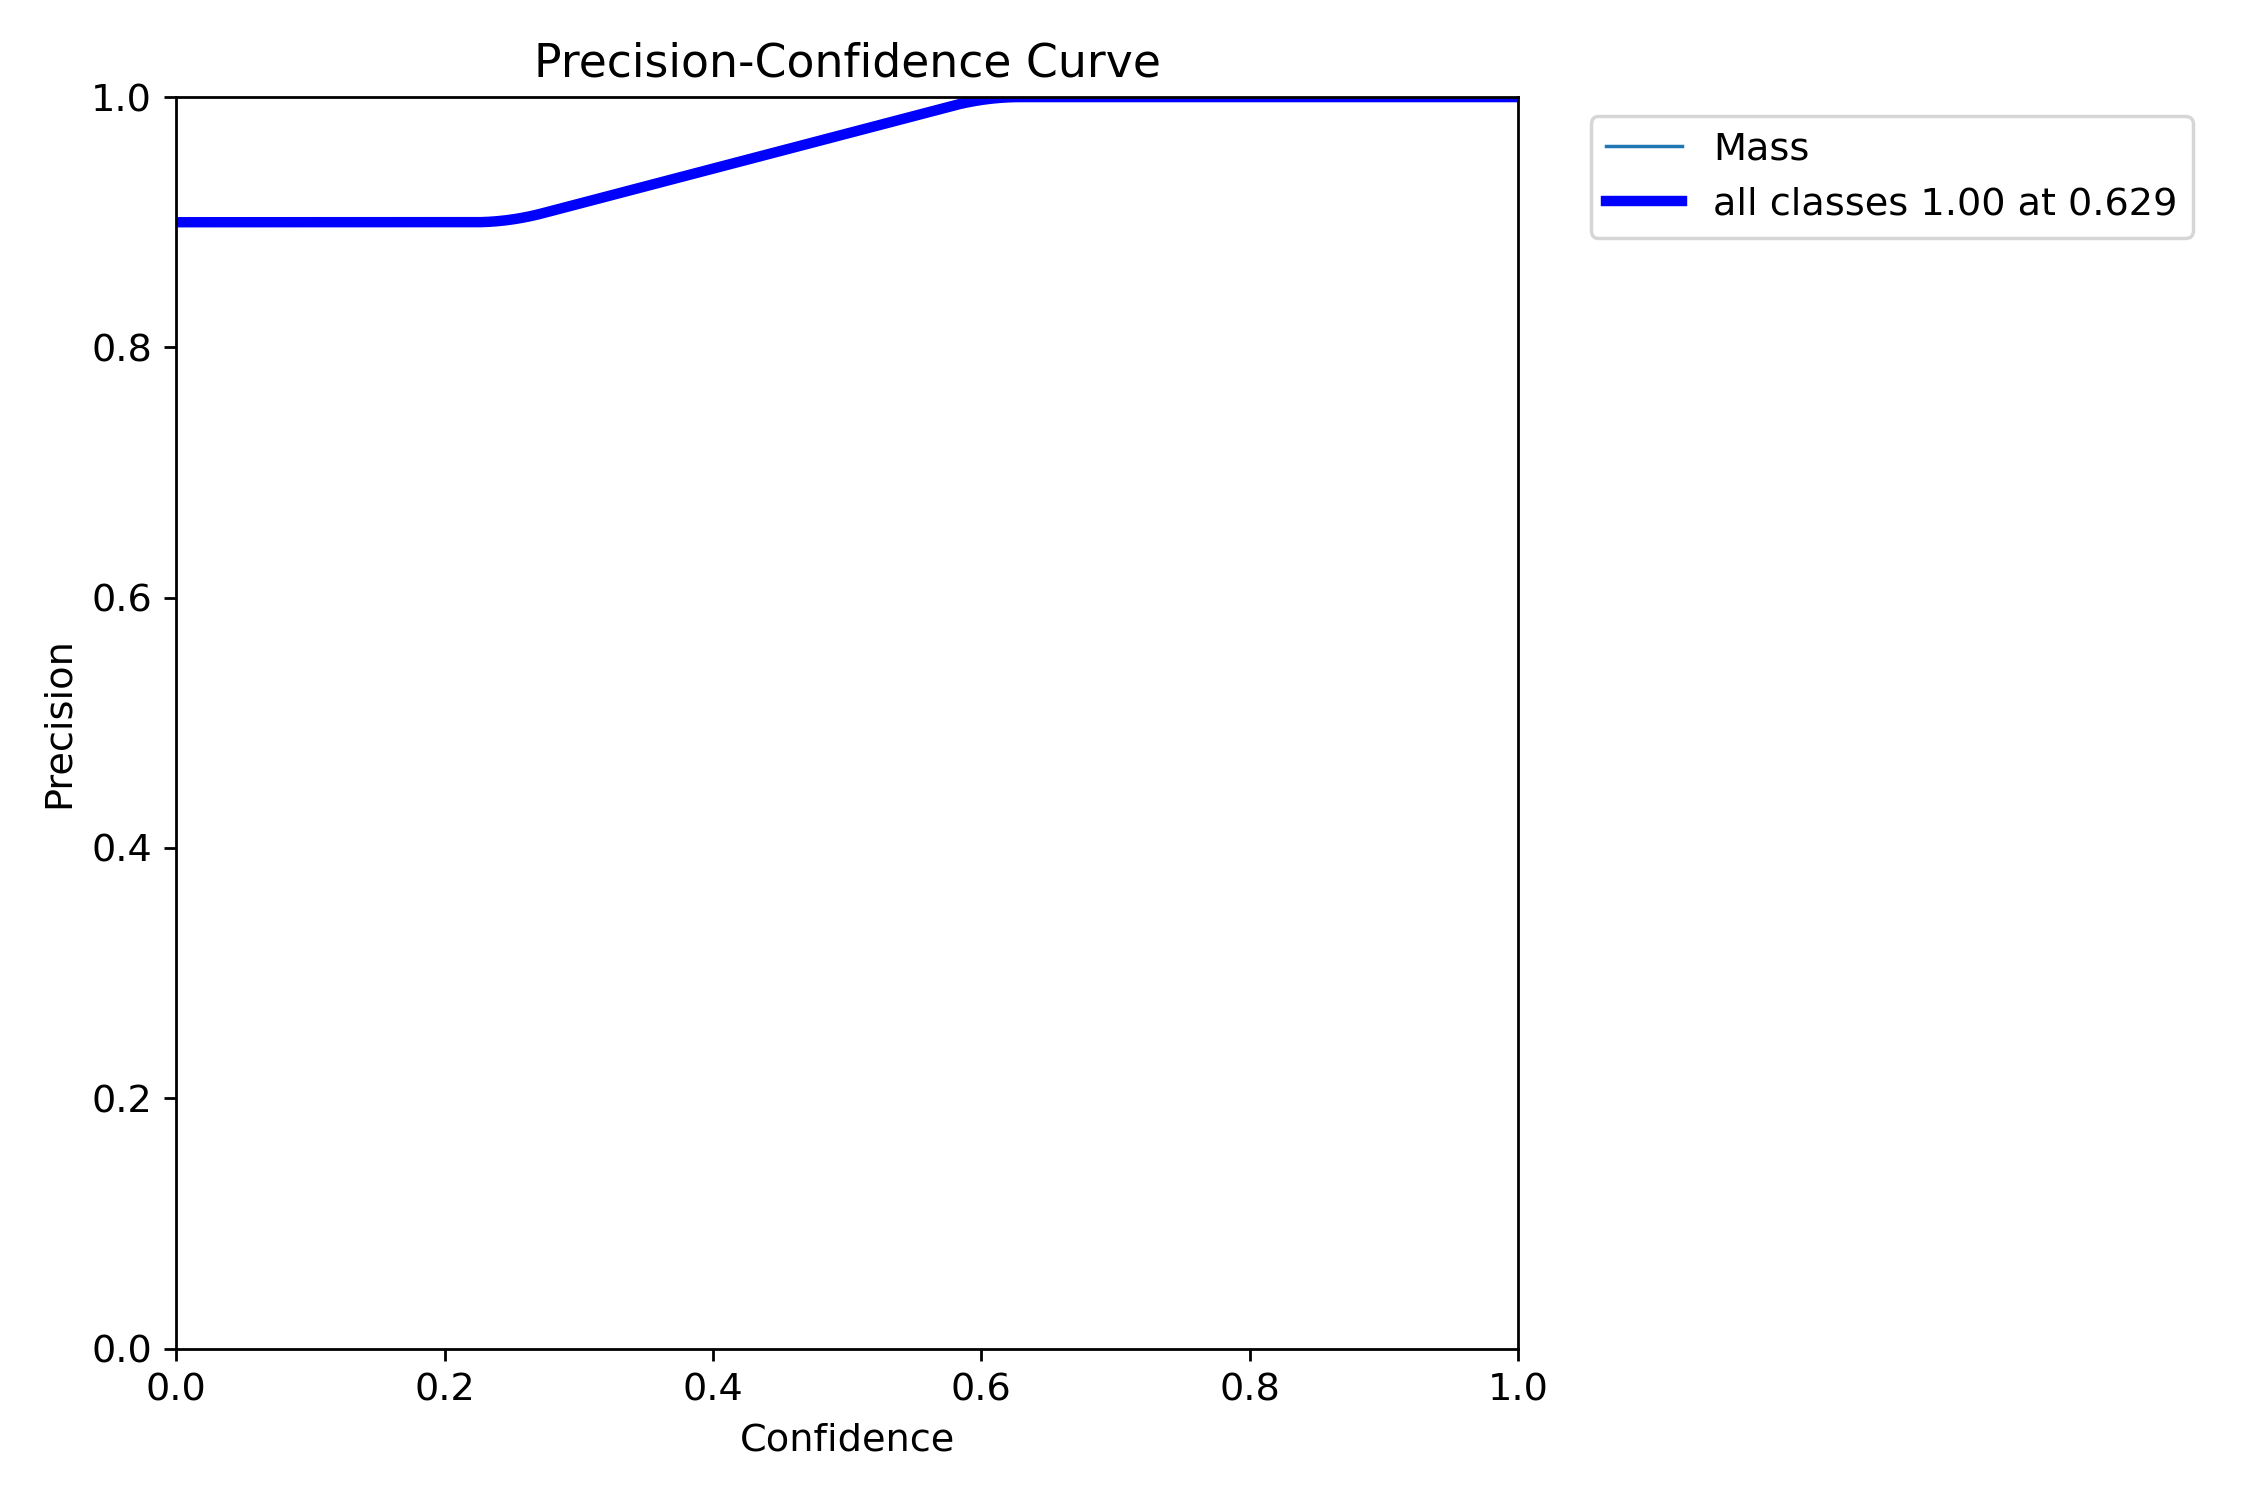 Precision-Confidence Curve
1.0
0.8
0.6
0.4
0.2
0.0
Precision
0.0 0.2 0.4 0.6 0.8 1.0
Confidence
Mass
all classes 1.00 at 0.629